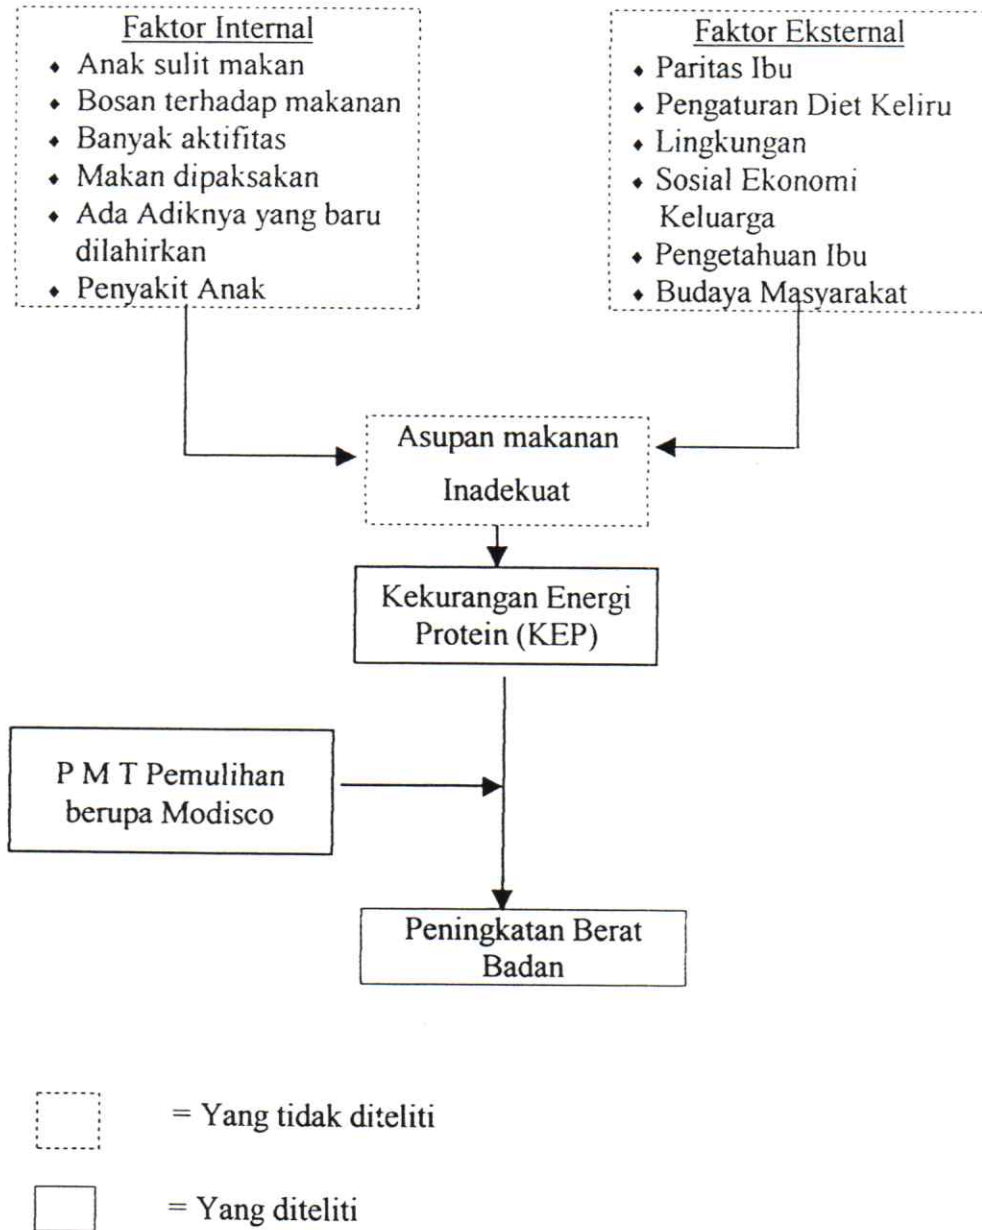 Faktor Internal
♦ Anak sulit makan
♦ Bosan terhadap makanan
♦ Banyak aktifitas
♦ Makan dipaksakan
♦ Ada Adiknya yang baru
dilahirkan
♦ Penyakit Anak
Faktor Eksternal
♦ Paritas Ibu
♦ Pengaturan Diet Keliru
♦ Lingkungan
♦ Sosial Ekonomi
Keluarga
♦ Pengetahuan Ibu
♦ Budaya Masyarakat
Asupan makanan
Inadekuat
Kekurangan Energi
Protein (KEP)
P M T Pemulihan
berupa Modisco
Peningkatan Berat
Badan
= Yang tidak diteliti
= Yang diteliti